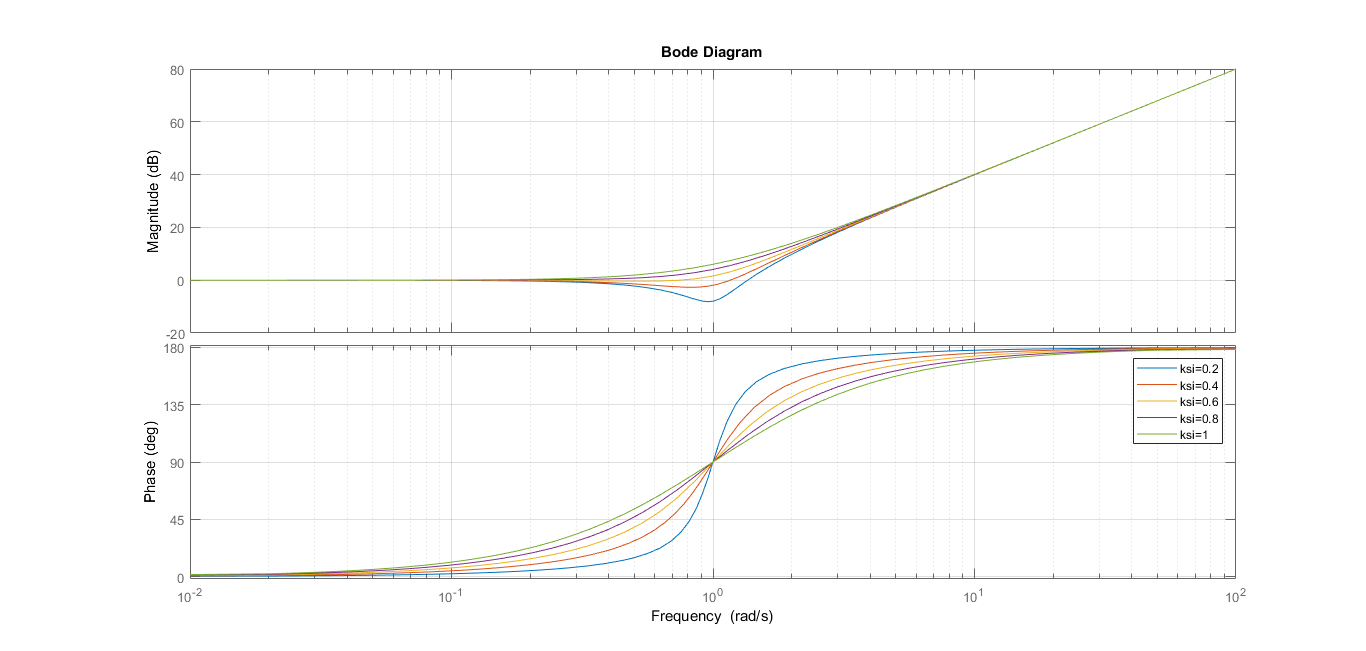 Bode Diagram
Magnitude (dB)
80
60
40
20
0
-20
Phase (deg)
180
135
90
45
0
ksi=0.2
ksi=0.4
ksi=0.6
ksi=0.8
ksi=1
10^-2
10^-1
10^0
10^1
10^2
Frequency (rad/s)